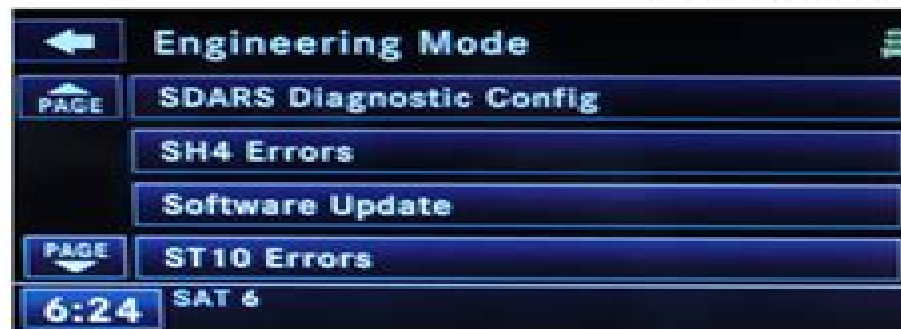 Engineering Mode
PAGE
SDARS Diagnostic Config
SH4 Errors
Software Update
PAGE
ST10 Errors
6:24
SAT 6